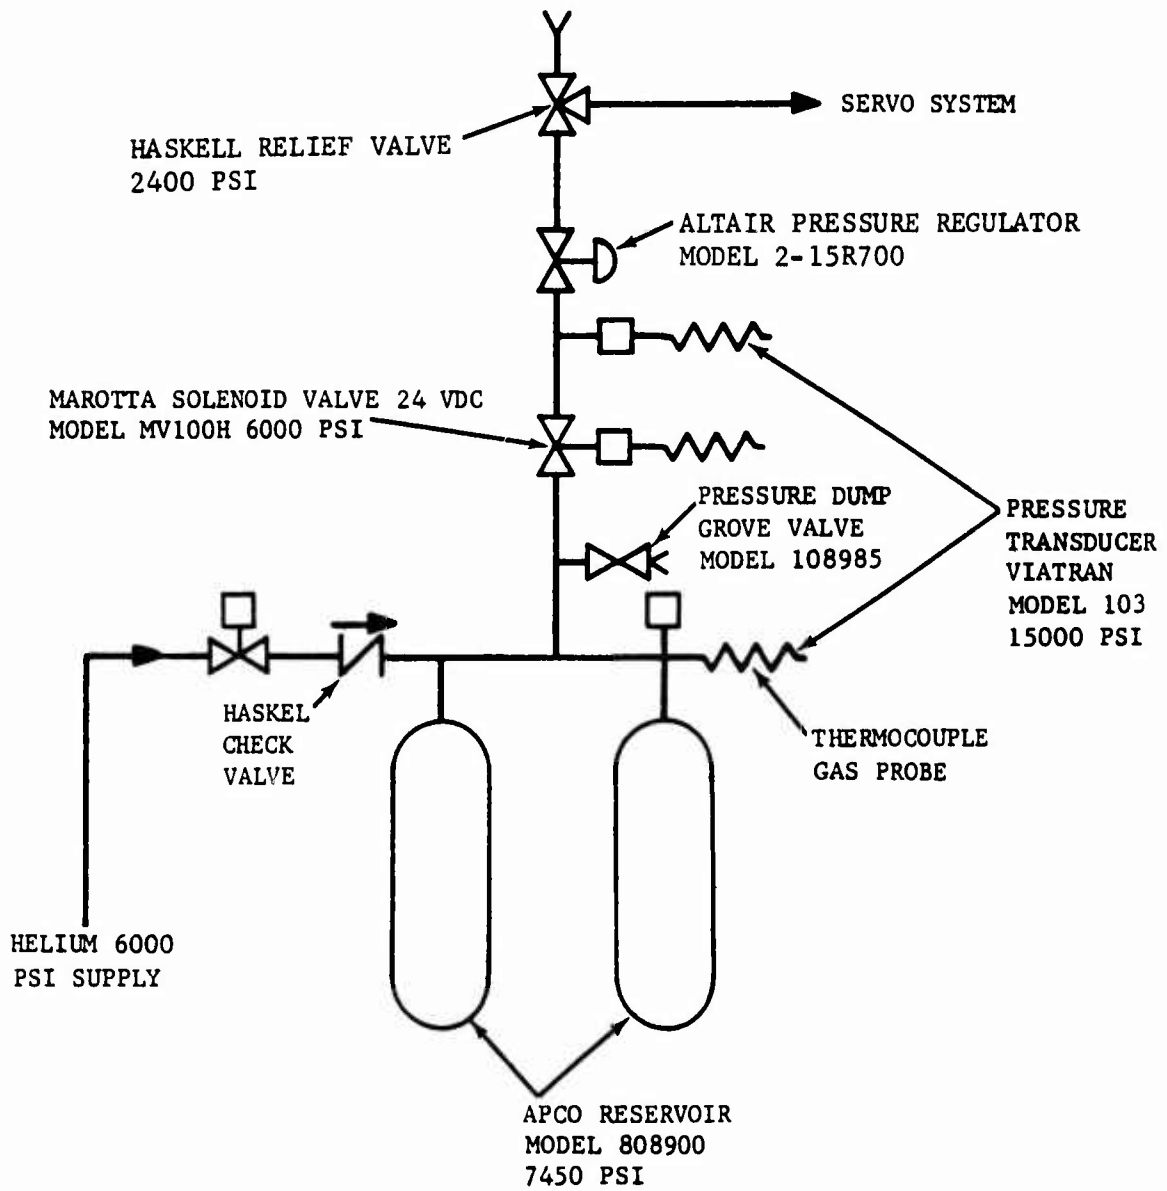 SERVO SYSTEM
HASKELL RELIEF VALVE
2400 PSI
ALTAIR PRESSURE REGULATOR
MODEL 2-15R700
MAROTTA SOLENOID VALVE 24 VDC
MODEL MV100H 6000 PSI
PRESSURE DUMP
GROVE VALVE
MODEL 108985
PRESSURE
TRANSDUCER
VIATRAN
MODEL 103
15000 PSI
HASKEL
CHECK
VALVE
THERMOCOUPLE
GAS PROBE
HELIUM 6000
PSI SUPPLY
APCO RESERVOIR
MODEL 808900
7450 PSI